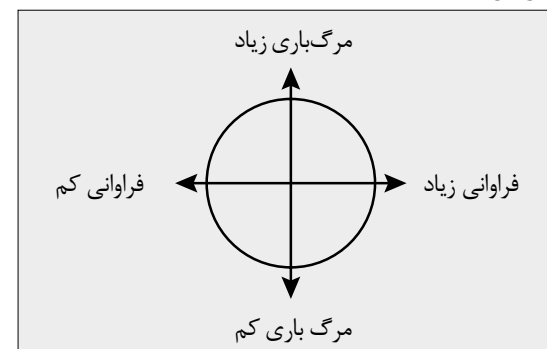 مرگ‌باری زیاد
فراوانی زیاد
فراوانی کم
مرگ باری کم